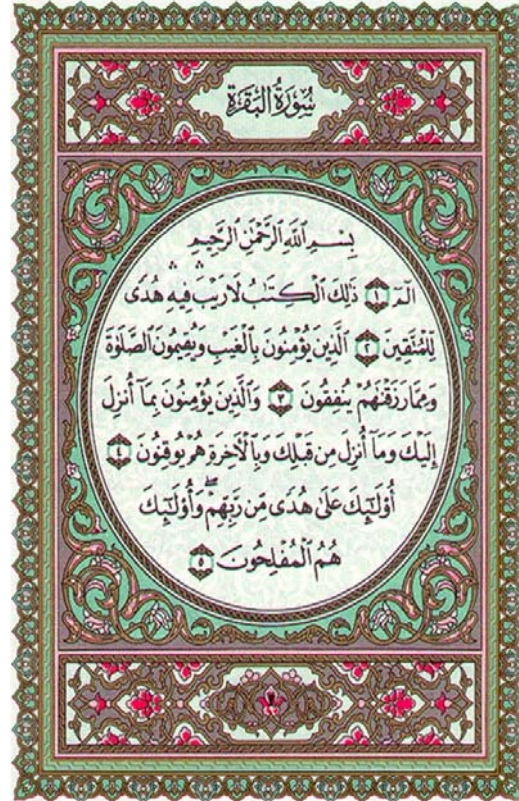 سُورَةُ البَقَرَةِ
بِسْمِ ٱللَّهِ ٱلرَّحْمَٰنِ ٱلرَّحِيمِ
الٓمٓ ١ ذَٰلِكَ ٱلْكِتَٰبُ لَا رَيْبَ ۛ فِيهِ ۛ هُدًى
لِّلْمُتَّقِينَ ٢ ٱلَّذِينَ يُؤْمِنُونَ بِٱلْغَيْبِ وَيُقِيمُونَ ٱلصَّلَوٰةَ
وَمِمَّا رَزَقْنَٰهُمْ يُنفِقُونَ ٣ وَٱلَّذِينَ يُؤْمِنُونَ بِمَآ أُنزِلَ
إِلَيْكَ وَمَآ أُنزِلَ مِن قَبْلِكَ وَبِٱلْأَخِرَةِ هُمْ يُوقِنُونَ ٤
أُو۟لَٰٓئِكَ عَلَىٰ هُدًى مِّن رَّبِّهِمْ ۖ وَأُو۟لَٰٓئِكَ
هُمُ ٱلْمُفْلِحُونَ ٥
٢